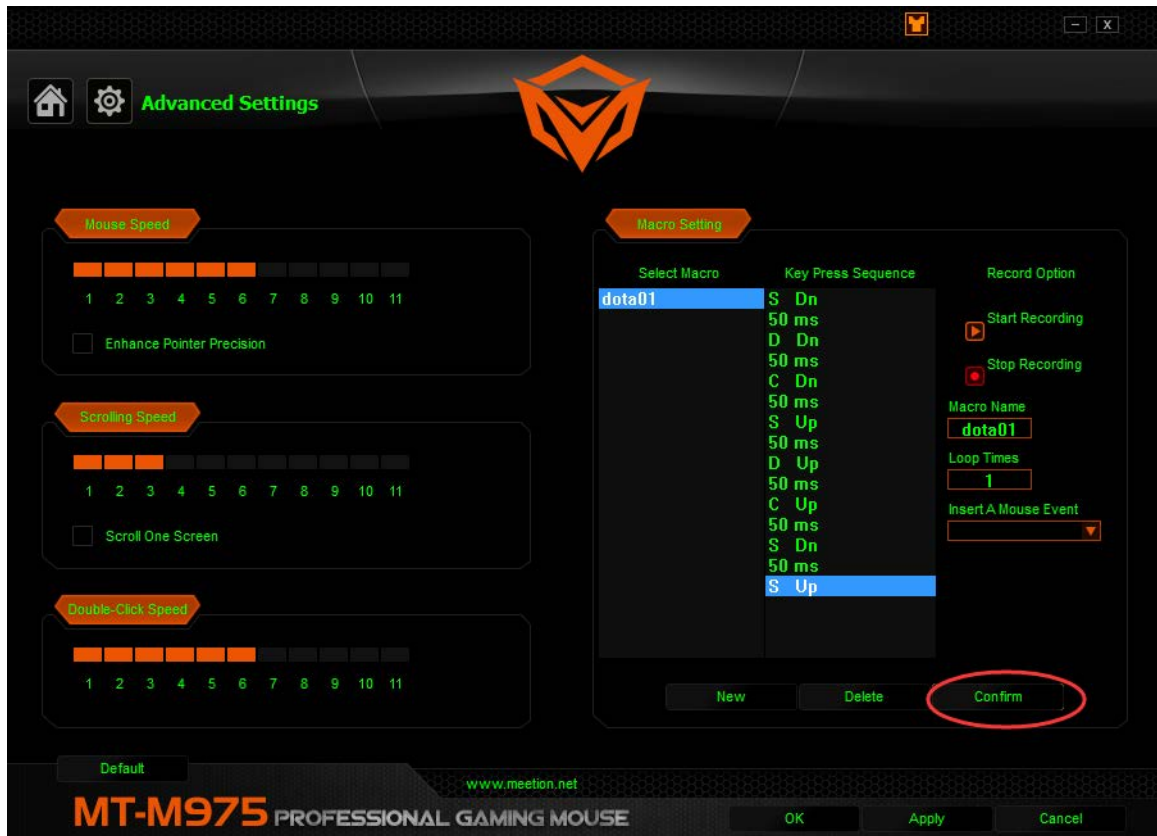 X
Advanced Settings
Mouse Speed
1 2 3 4 5 6 7 8 9 10 11
Enhance Pointer Precision
Scrolling Speed
1 2 3 4 5 6 7 8 9 10 11
Scroll One Screen
Double-Click Speed
1 2 3 4 5 6 7 8 9 10 11
Default
Macro Setting
Select Macro
dota01
Key Press Sequence
S Dn
50 ms
D Dn
50 ms
C Dn
50 ms
S Up
50 ms
D Up
50 ms
C Up
50 ms
S Dn
50 ms
S Up
Record Option
Start Recording
Stop Recording
Macro Name
dota01
Loop Times
1
Insert A Mouse Event
New Delete Confirm
www.meetion.net
MT-M975 PROFESSIONAL GAMING MOUSE
OK Apply Cancel